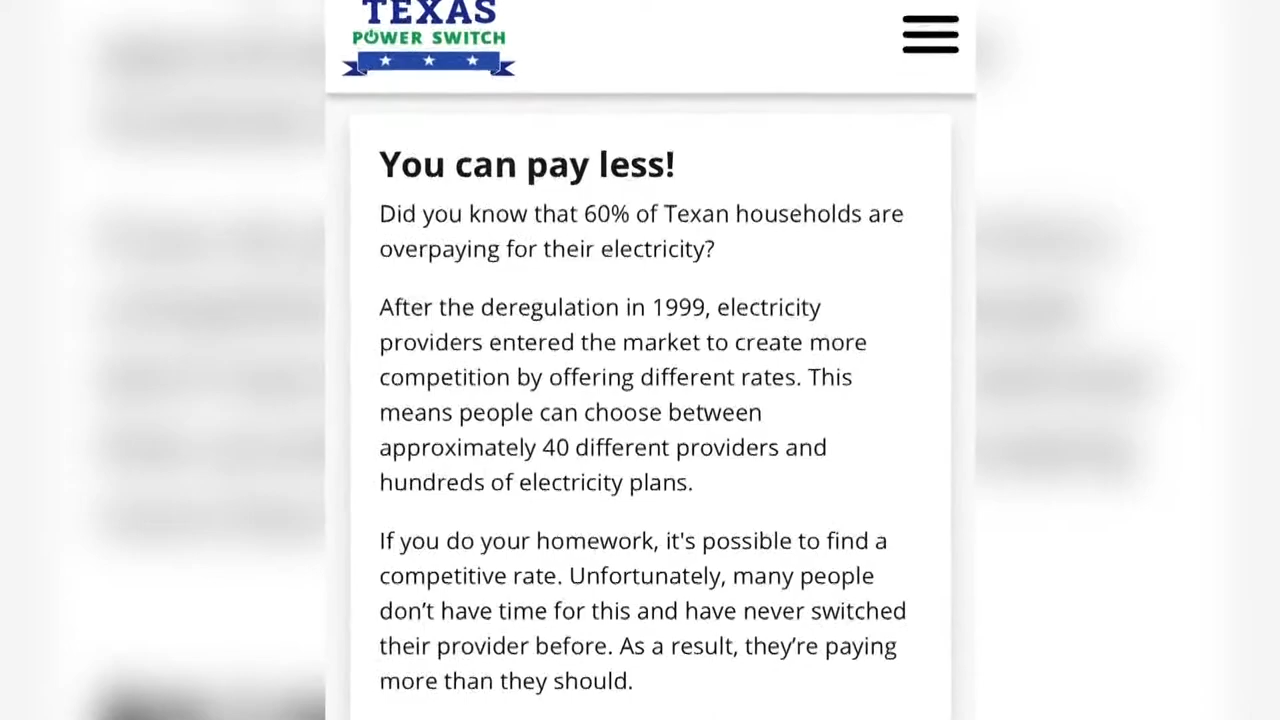 TEXAS
POWER SWITCH
You can pay less!
Did you know that 60% of Texan households are
overpaying for their electricity?
After the deregulation in 1999, electricity
providers entered the market to create more
competition by offering different rates. This
means people can choose between
approximately 40 different providers and
hundreds of electricity plans.
If you do your homework, it's possible to find a
competitive rate. Unfortunately, many people
don’t have time for this and have never switched
their provider before. As a result, they’re paying
more than they should.